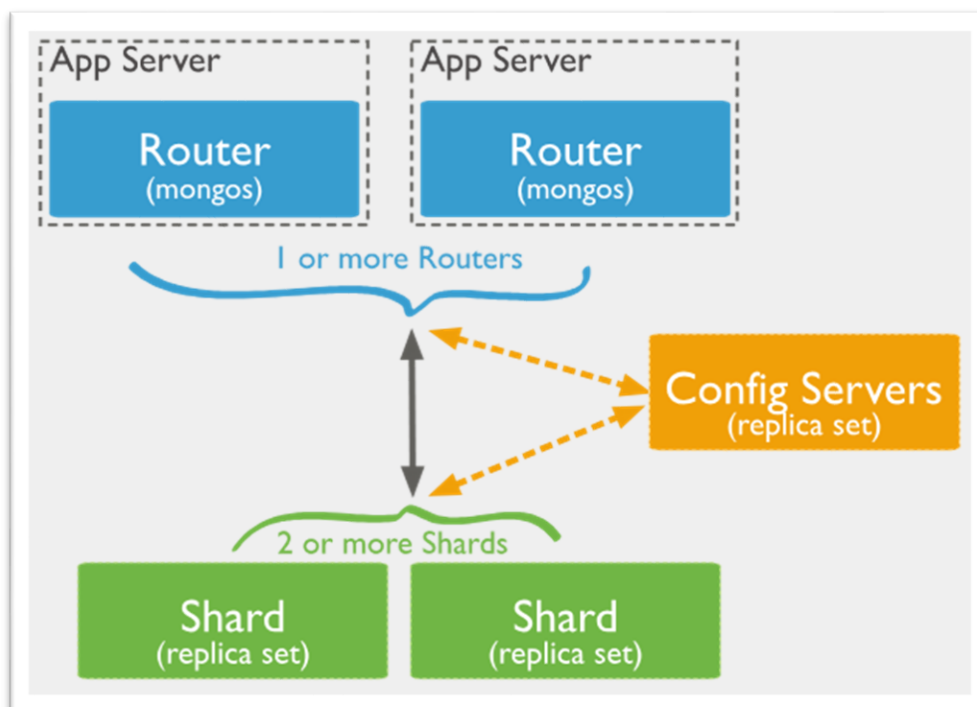 App Server
App Server
Router
(mongos)
Router
(mongos)
1 or more Routers
Config Servers
(replica set)
2 or more Shards
Shard
(replica set)
Shard
(replica set)